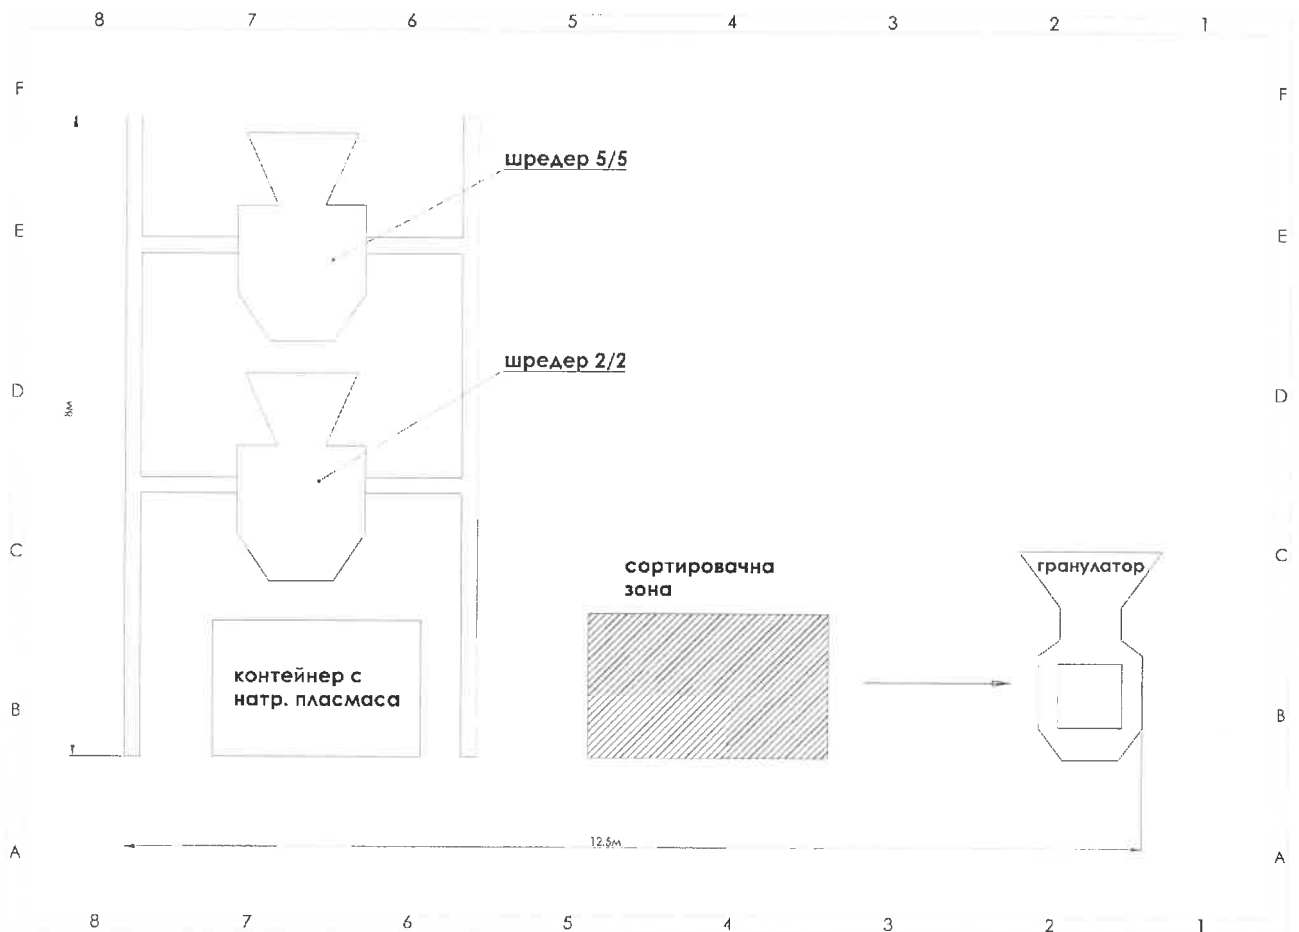 8 7 6 5 4 3 2 1
F F
шредер 5/5
E E
шредер 2/2
D D
8м
C C
сортировачна
зона
гранулатор
контейнер с
натр. пласмаса
B B
12.5м
A A
8 7 6 5 4 3 2 1